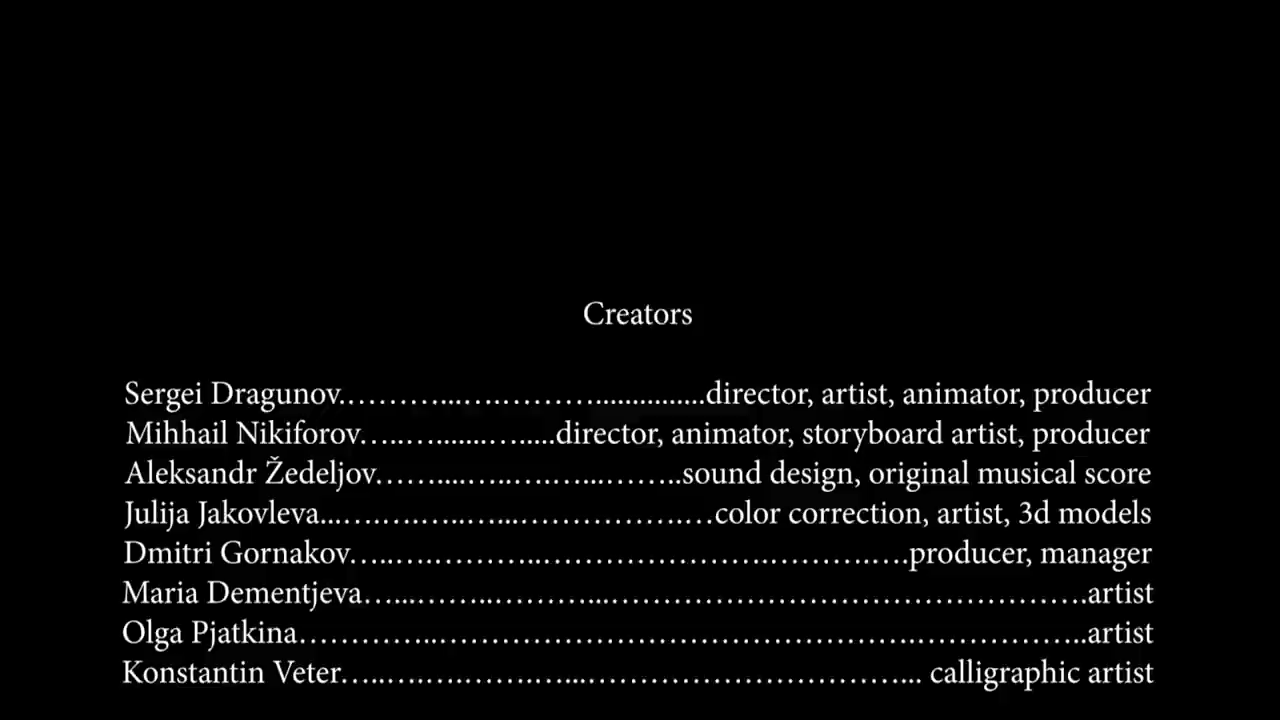 Creators
Sergei Dragunov.………...…..………...............director, artist, animator, producer
Mihhail Nikiforov…..…......…......director, animator, storyboard artist, producer
Aleksandr Žedeljov……....…..…..…...……..sound design, original musical score
Julija Jakovleva...…..…..…..…...……………..…color correction, artist, 3d models
Dmitri Gornakov…..…..………..………………….………..….producer, manager
Maria Dementjeva…...……..………...…………………………………….artist
Olga Pjatkina…………...………………………………………..…………..artist
Konstantin Veter…..…..……..…...………………………... calligraphic artist